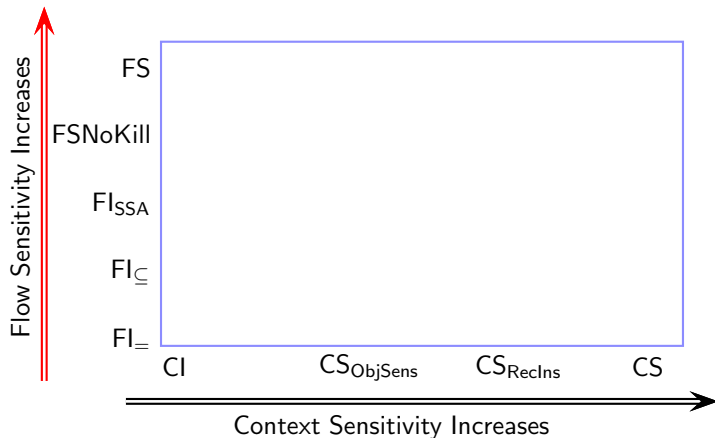 Flow Sensitivity Increases
FS
FSNoKill
FI_SSA
FI_⊆
FI_=
CI CS_ObjSens CS_RecIns CS
Context Sensitivity Increases